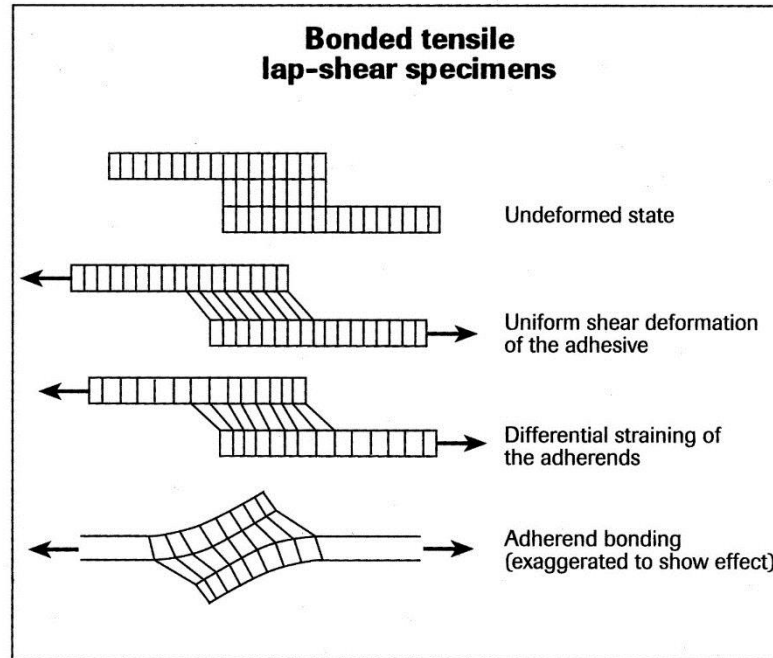 Bonded tensile
lap-shear specimens
Undeformed state
Uniform shear deformation
of the adhesive
Differential straining of
the adherends
Adherend bonding
(exaggerated to show effect)